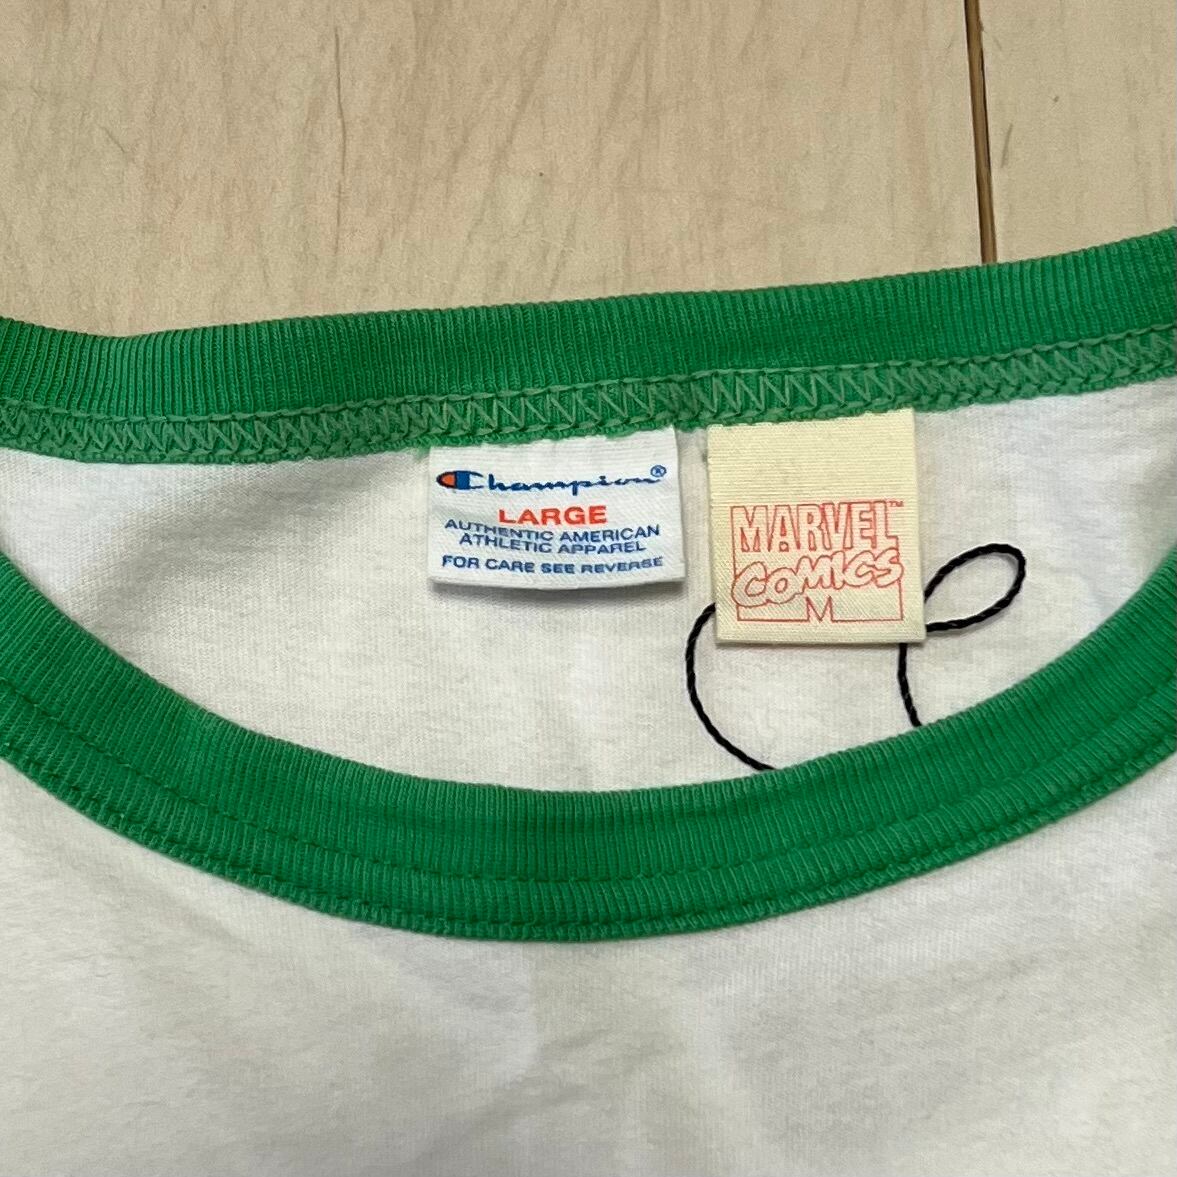 Champion®
LARGE
AUTHENTIC AMERICAN
ATHLETIC APPAREL
FOR CARE SEE REVERSE
MARVEL™
COMICS
M